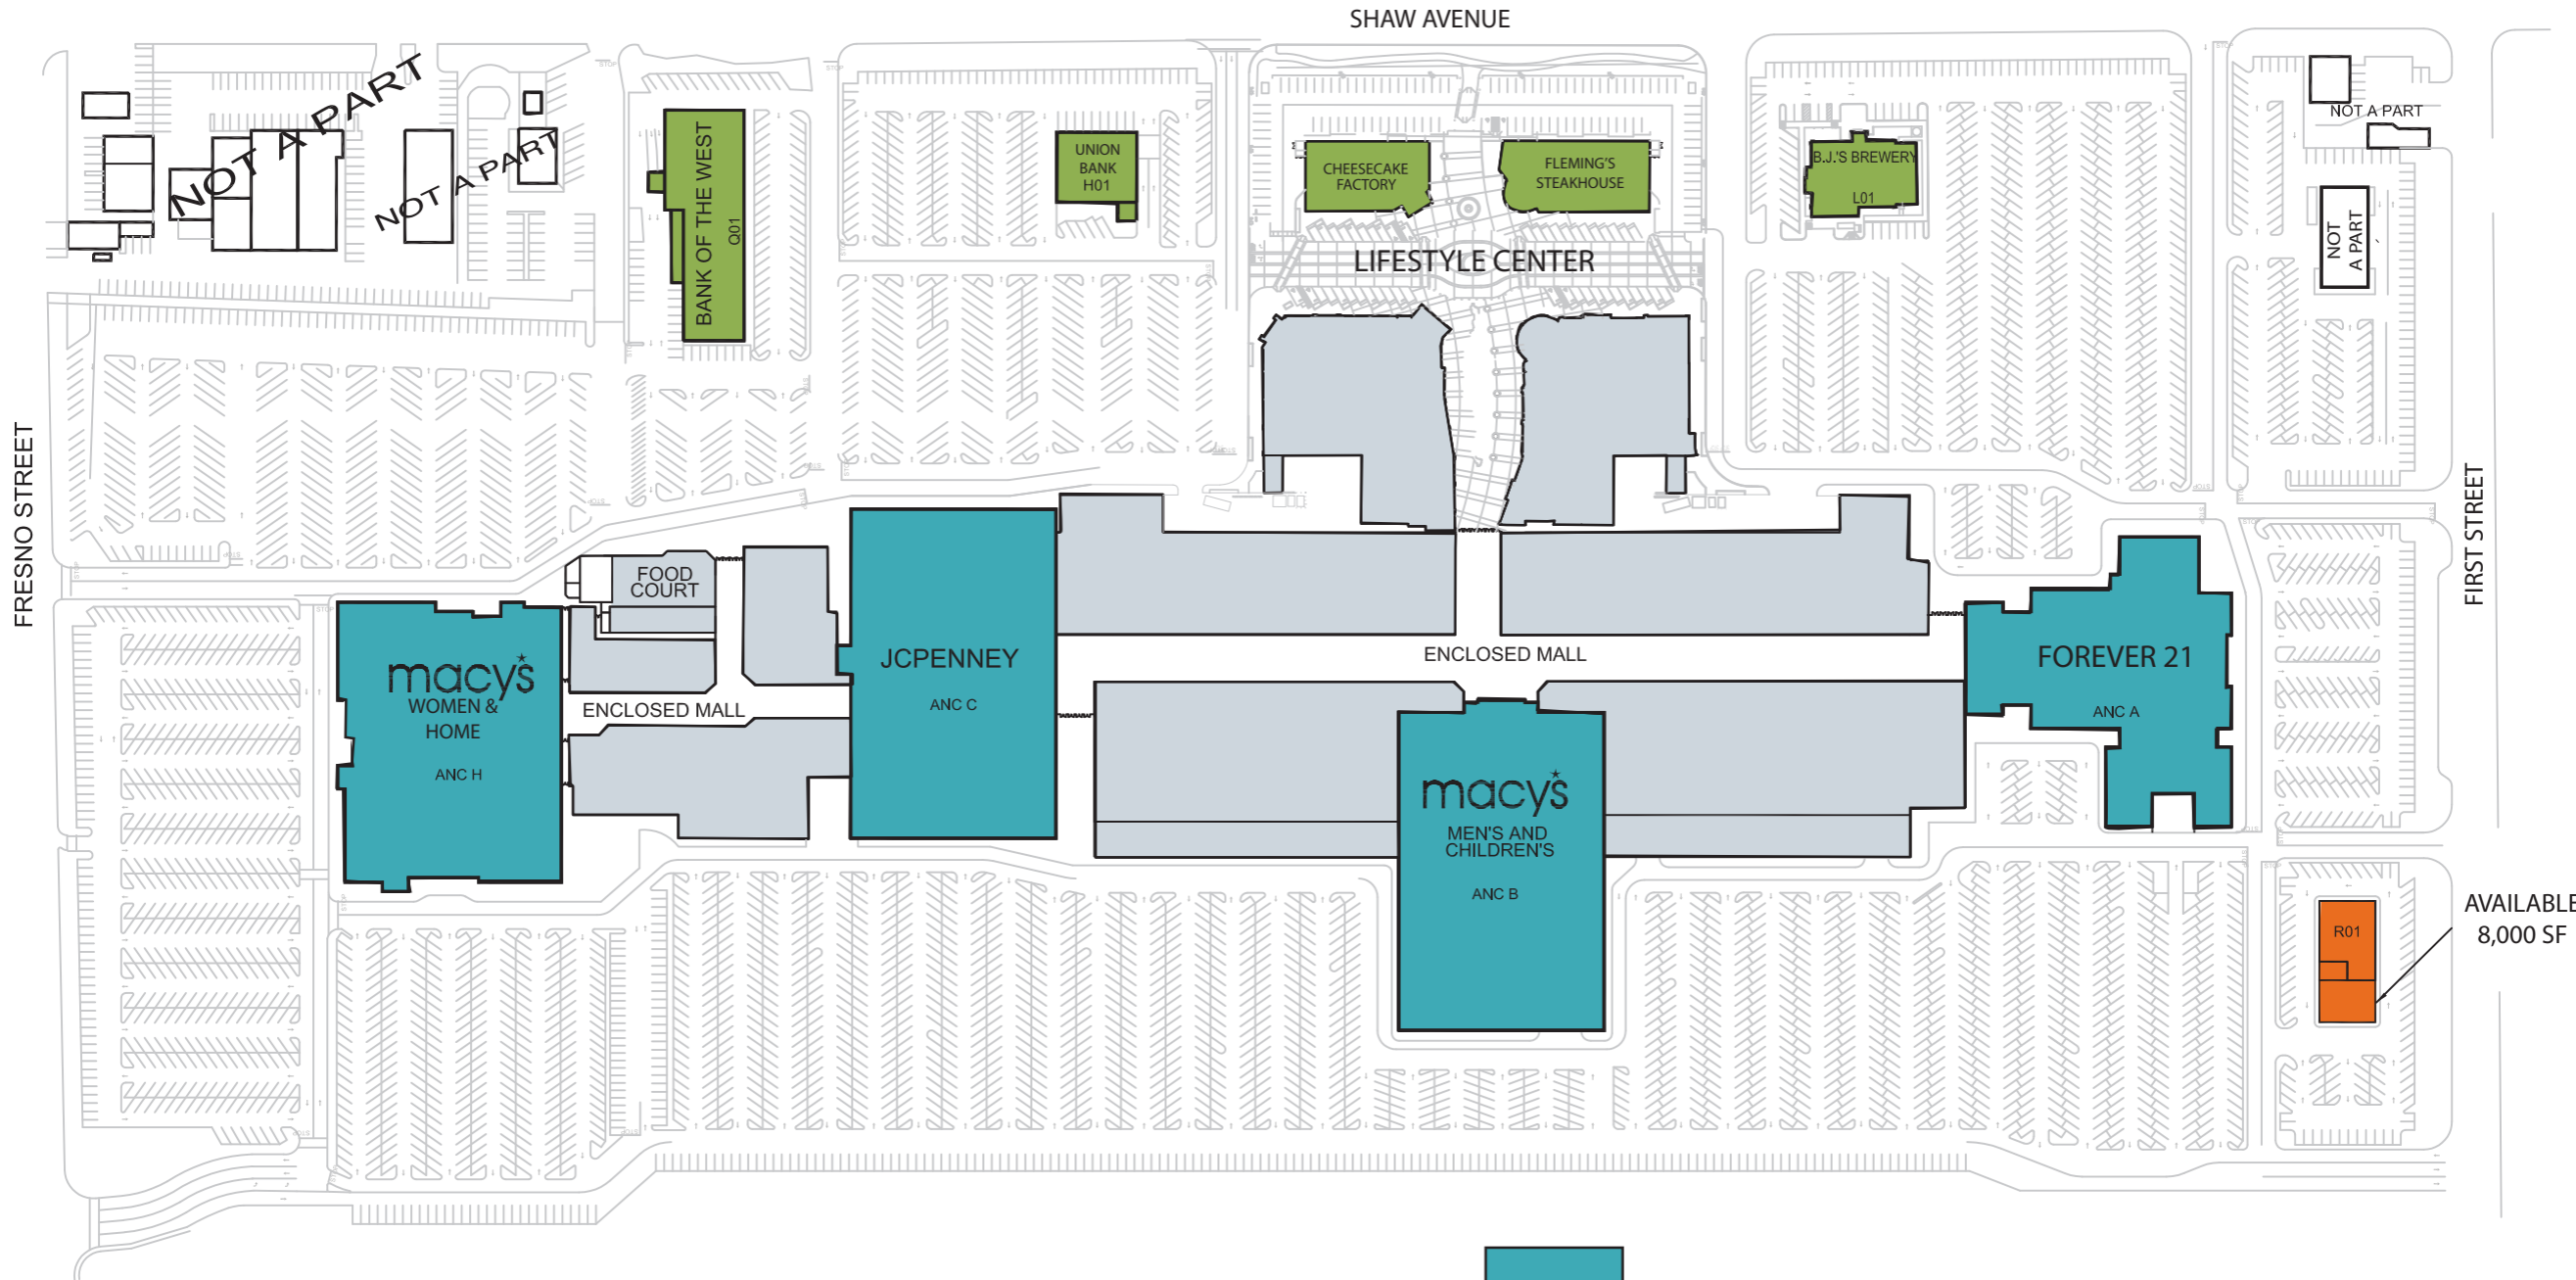 SHAW AVENUE
NOT A PART
NOT A PART
BANK OF THE WEST
Q01
UNION
BANK
H01
CHEESECAKE
FACTORY
FLEMING'S
STEAKHOUSE
B.J.'S BREWERY
L01
NOT A PART
NOT
A PART
LIFESTYLE CENTER
FRESNO STREET
FIRST STREET
FOOD
COURT
macy's
WOMEN &
HOME
ANC H
ENCLOSED MALL
JCPENNEY
ANC C
ENCLOSED MALL
FOREVER 21
ANC A
macy's
MEN'S AND
CHILDREN'S
ANC B
R01
AVAILABLE
8,000 SF